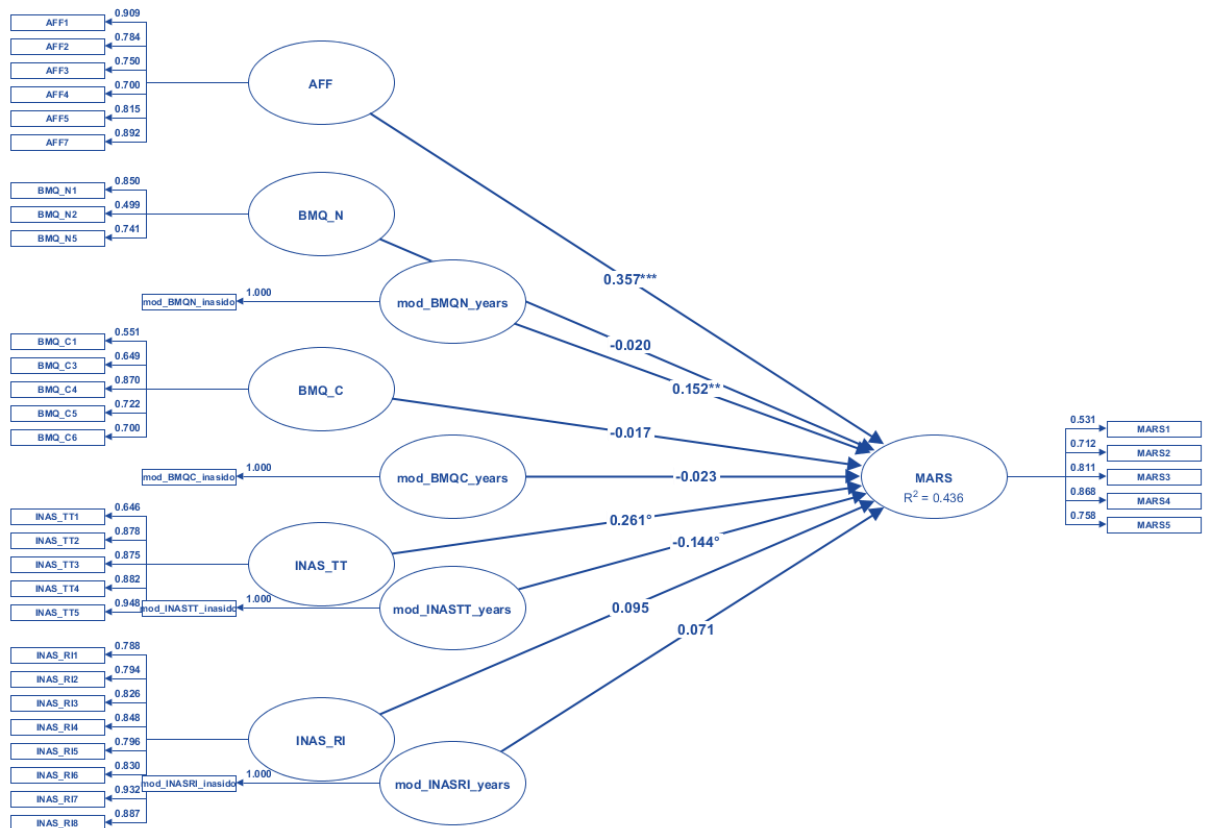 0.909
AFF1
0.784
AFF2
0.750
AFF3
0.700
AFF4
0.815
AFF5
0.892
AFF7
AFF
0.357***
0.850
BMQ_N1
0.499
BMQ_N2
0.741
BMQ_N5
BMQ_N
-0.020
1.000
mod_BMQN_inasido
mod_BMQN_years
0.152**
0.551
BMQ_C1
0.649
BMQ_C3
0.870
BMQ_C4
0.722
BMQ_C5
0.700
BMQ_C6
BMQ_C
-0.017
1.000
mod_BMQC_inasido
mod_BMQC_years
-0.023
0.646
INAS_TT1
0.878
INAS_TT2
0.875
INAS_TT3
0.882
INAS_TT4
0.948
INAS_TT5
INAS_TT
0.261°
1.000
mod_INASTT_inasido
mod_INASTT_years
-0.144°
0.788
INAS_RI1
0.794
INAS_RI2
0.826
INAS_RI3
0.848
INAS_RI4
0.796
INAS_RI5
0.830
INAS_RI6
0.932
INAS_RI7
0.887
INAS_RI8
INAS_RI
0.095
1.000
mod_INASRI_inasido
mod_INASRI_years
0.071
MARS
R² = 0.436
0.531
MARS1
0.712
MARS2
0.811
MARS3
0.868
MARS4
0.758
MARS5